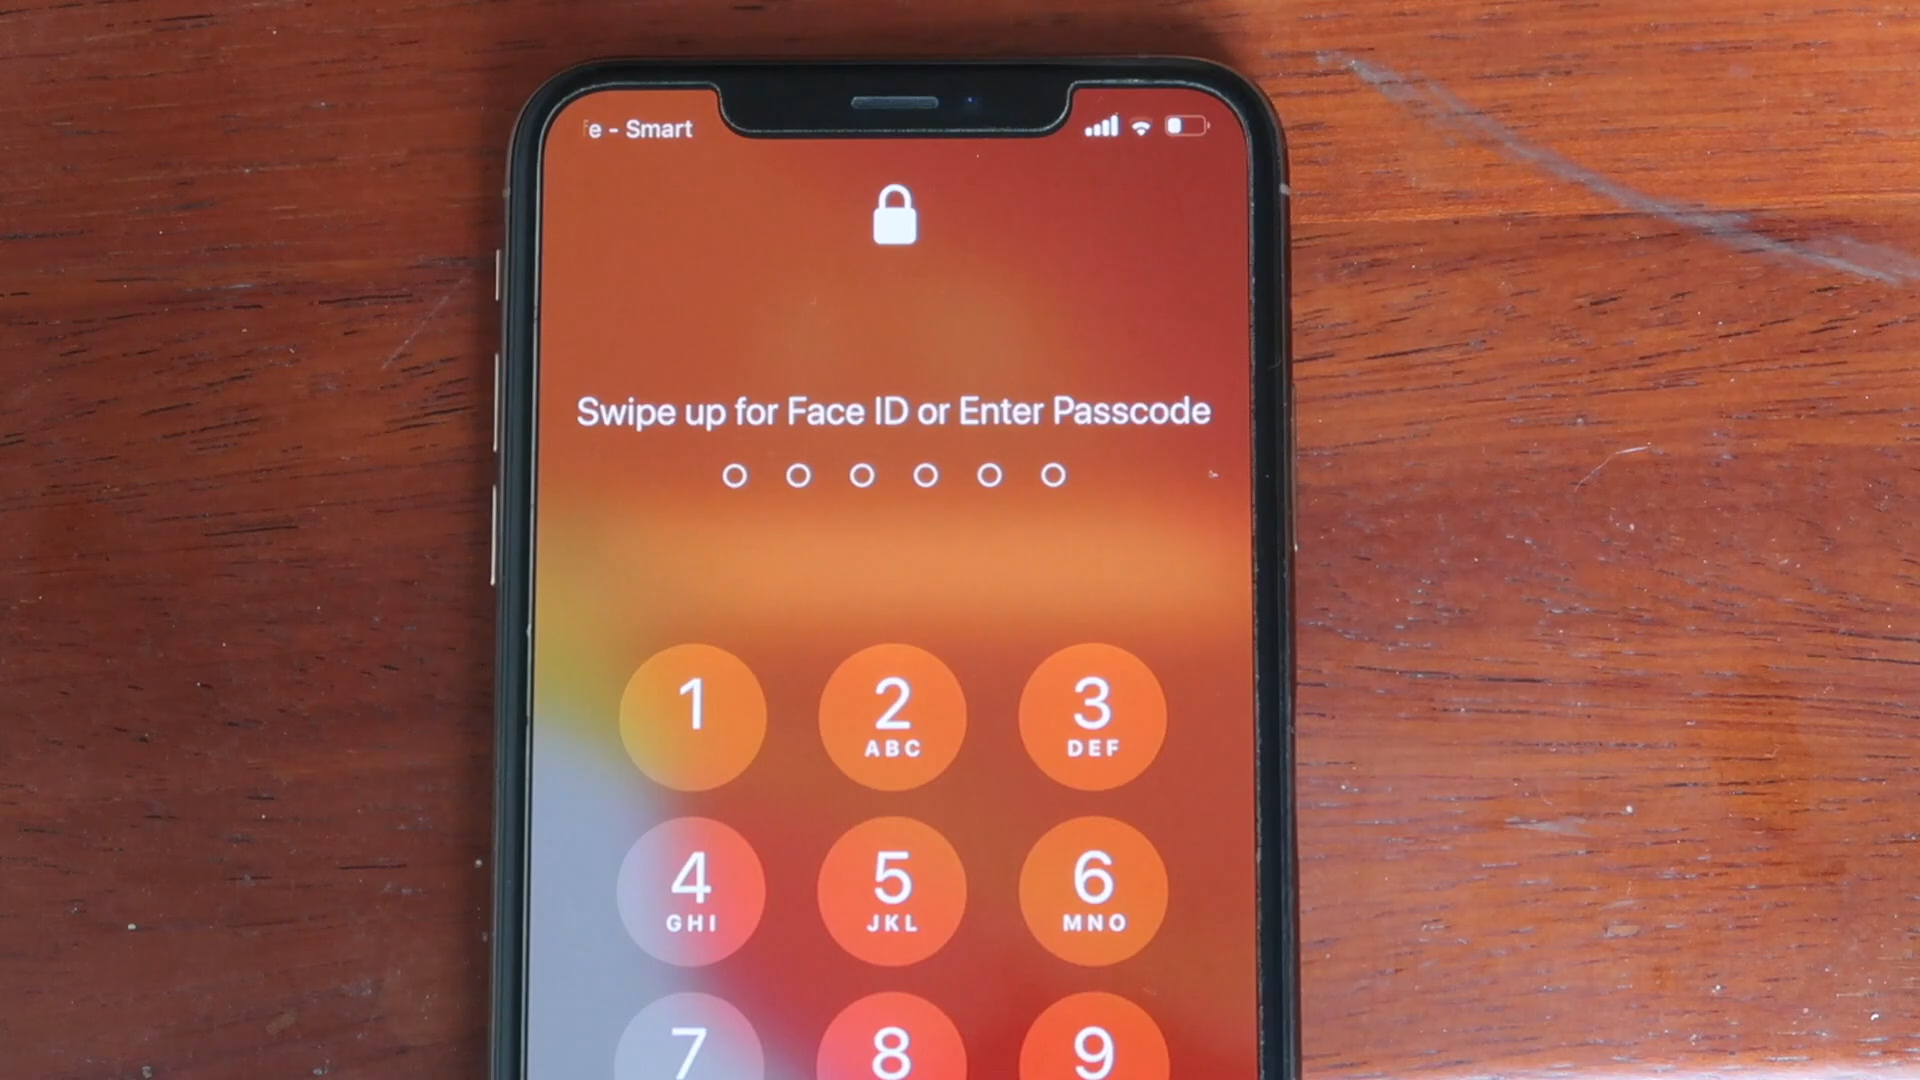 e - Smart
Swipe up for Face ID or Enter Passcode
1 2 3
ABC DEF
4 5 6
GHI JKL MNO
7 8 9